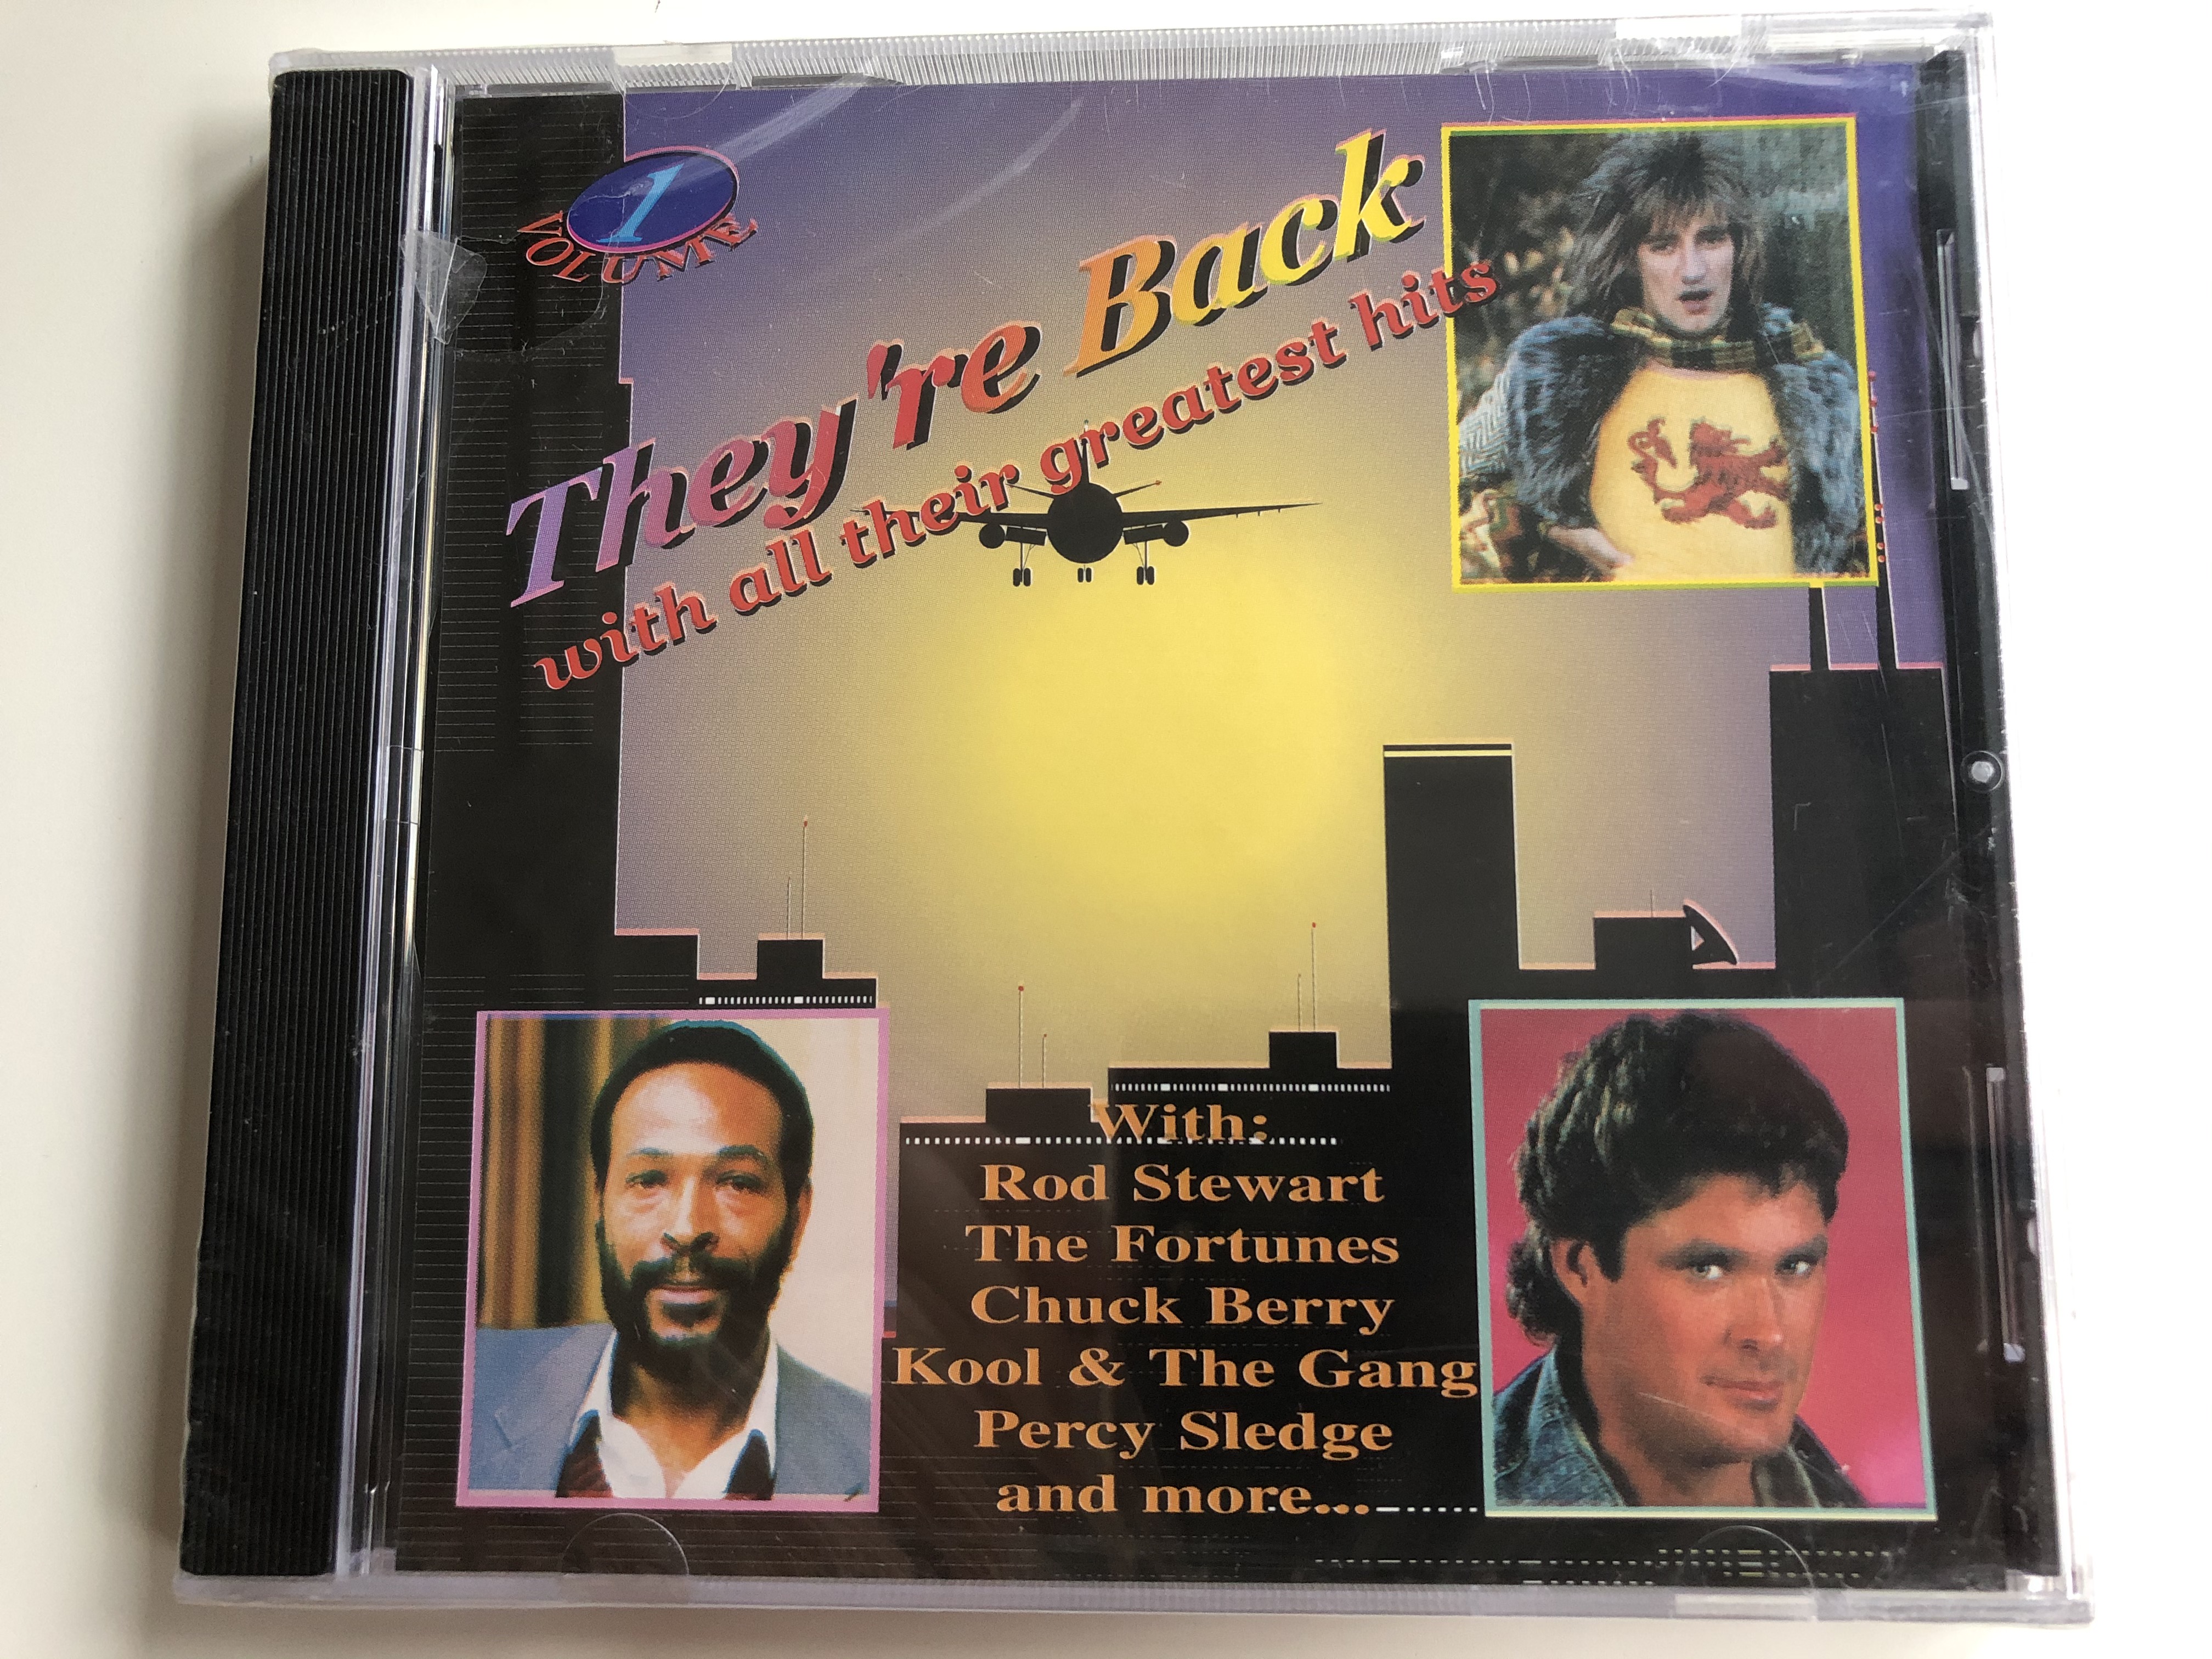 1
VOLUME
They're Back
with all their greatest hits
With:
Rod Stewart
The Fortunes
Chuck Berry
Kool & The Gang
Percy Sledge
and more...